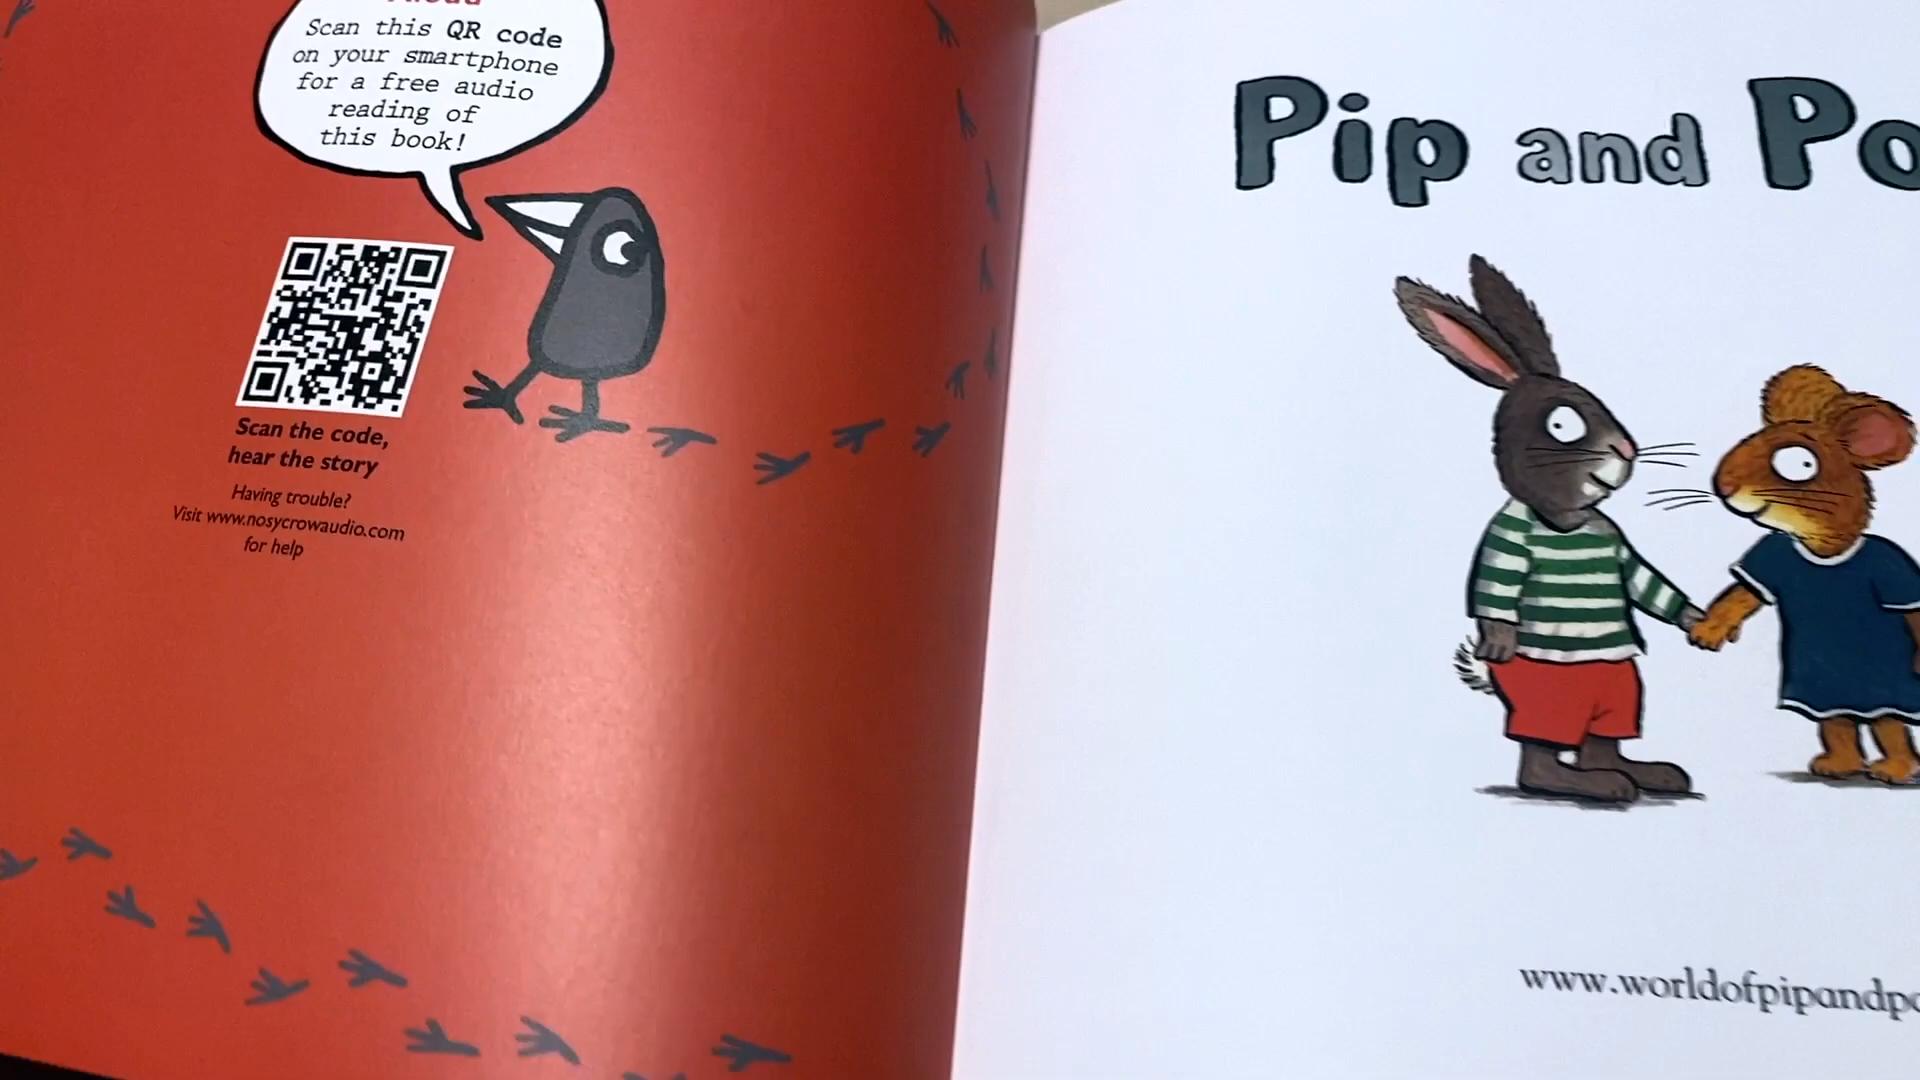 Scan this QR code
on your smartphone
for a free audio
reading of
this book!
Scan the code,
hear the story
Having trouble?
Visit www.nosycrowaudio.com
for help
Pip and Po
www.worldofpipandpo